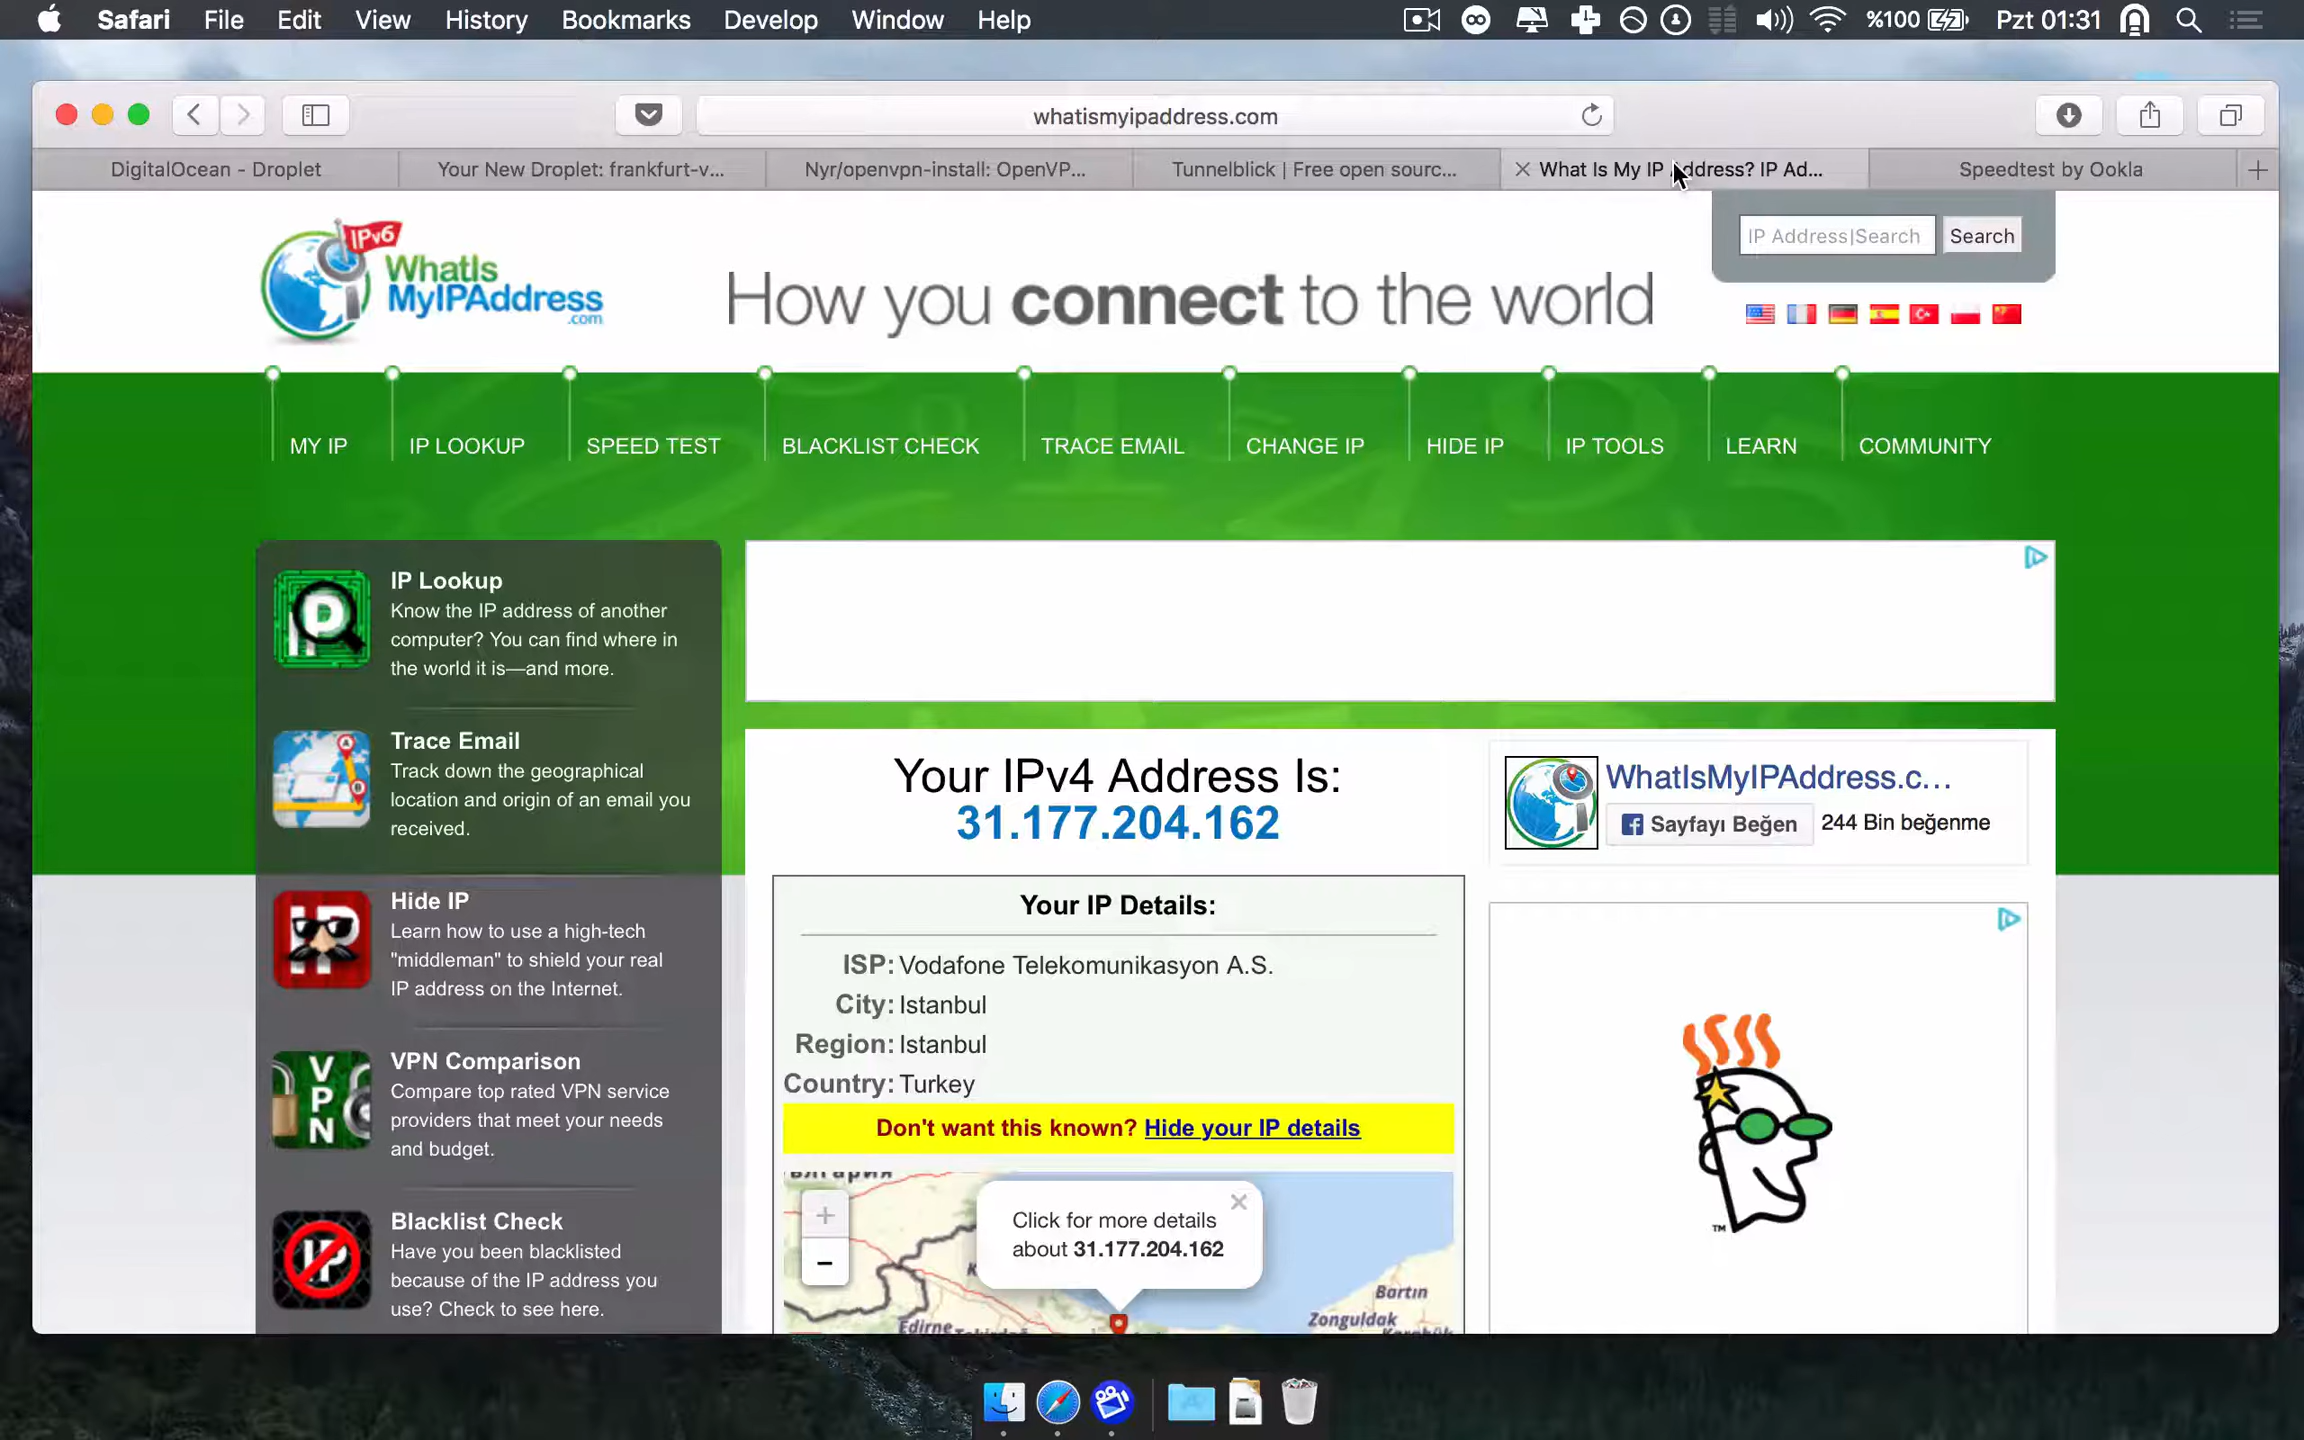 Safari File Edit View History Bookmarks Develop Window Help %100 Pzt 01:31
whatismyipaddress.com
DigitalOcean - Droplet
Your New Droplet: frankfurt-v...
Nyr/openvpn-install: OpenVP...
Tunnelblick | Free open sourc...
What Is My IP Address? IP Ad...
Speedtest by Ookla
IPv6
WhatIs
MyIPAddress
.com
How you connect to the world
IP Address|Search
Search
MY IP
IP LOOKUP
SPEED TEST
BLACKLIST CHECK
TRACE EMAIL
CHANGE IP
HIDE IP
IP TOOLS
LEARN
COMMUNITY
IP Lookup
Know the IP address of another
computer? You can find where in
the world it is—and more.
Trace Email
Track down the geographical
location and origin of an email you
received.
Hide IP
Learn how to use a high-tech
"middleman" to shield your real
IP address on the Internet.
VPN
VPN Comparison
Compare top rated VPN service
providers that meet your needs
and budget.
IP
Blacklist Check
Have you been blacklisted
because of the IP address you
use? Check to see here.
Your IPv4 Address Is:
31.177.204.162
Your IP Details:
ISP: Vodafone Telekomunikasyon A.S.
City: Istanbul
Region: Istanbul
Country: Turkey
Don't want this known? Hide your IP details
Click for more details
about 31.177.204.162
+
−
Edirne
Bartın
Zonguldak
WhatIsMyIPAddress.c...
Sayfayı Beğen
244 Bin beğenme
TM